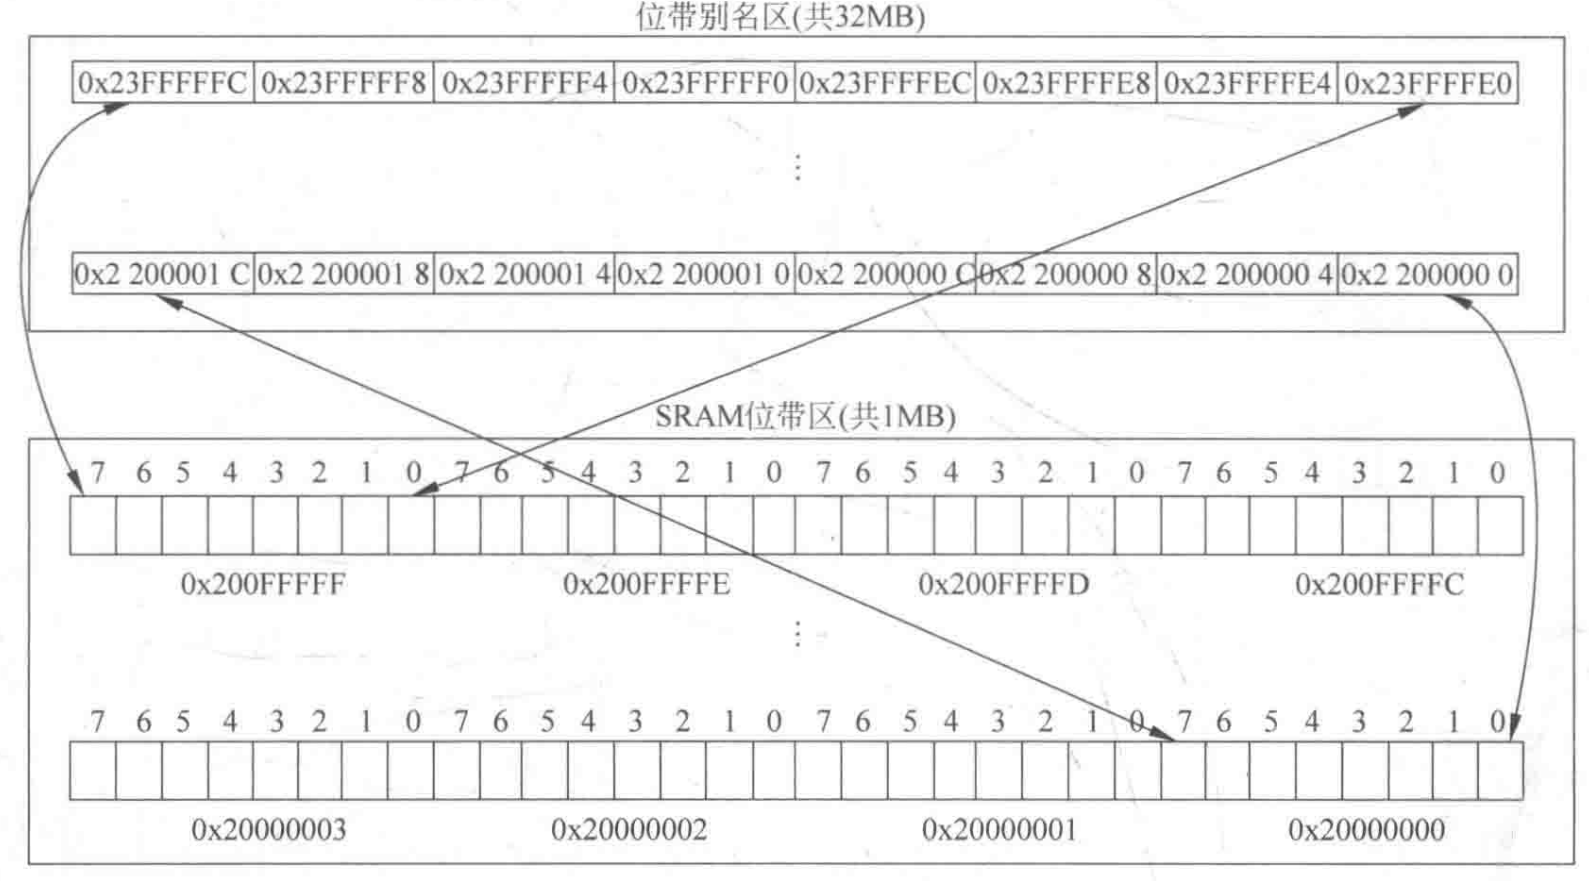 位带别名区(共32MB)
0x23FFFFFC 0x23FFFFF8 0x23FFFFF4 0x23FFFFF0 0x23FFFFEC 0x23FFFFE8 0x23FFFFE4 0x23FFFFE0
⋮
0x2 200001 C 0x2 200001 8 0x2 200001 4 0x2 200001 0 0x2 200000 C 0x2 200000 8 0x2 200000 4 0x2 200000 0
SRAM位带区(共1MB)
7 6 5 4 3 2 1 0 7 6 5 4 3 2 1 0 7 6 5 4 3 2 1 0 7 6 5 4 3 2 1 0
0x200FFFFF 0x200FFFFE 0x200FFFFD 0x200FFFFC
⋮
7 6 5 4 3 2 1 0 7 6 5 4 3 2 1 0 7 6 5 4 3 2 1 0 7 6 5 4 3 2 1 0
0x20000003 0x20000002 0x20000001 0x20000000